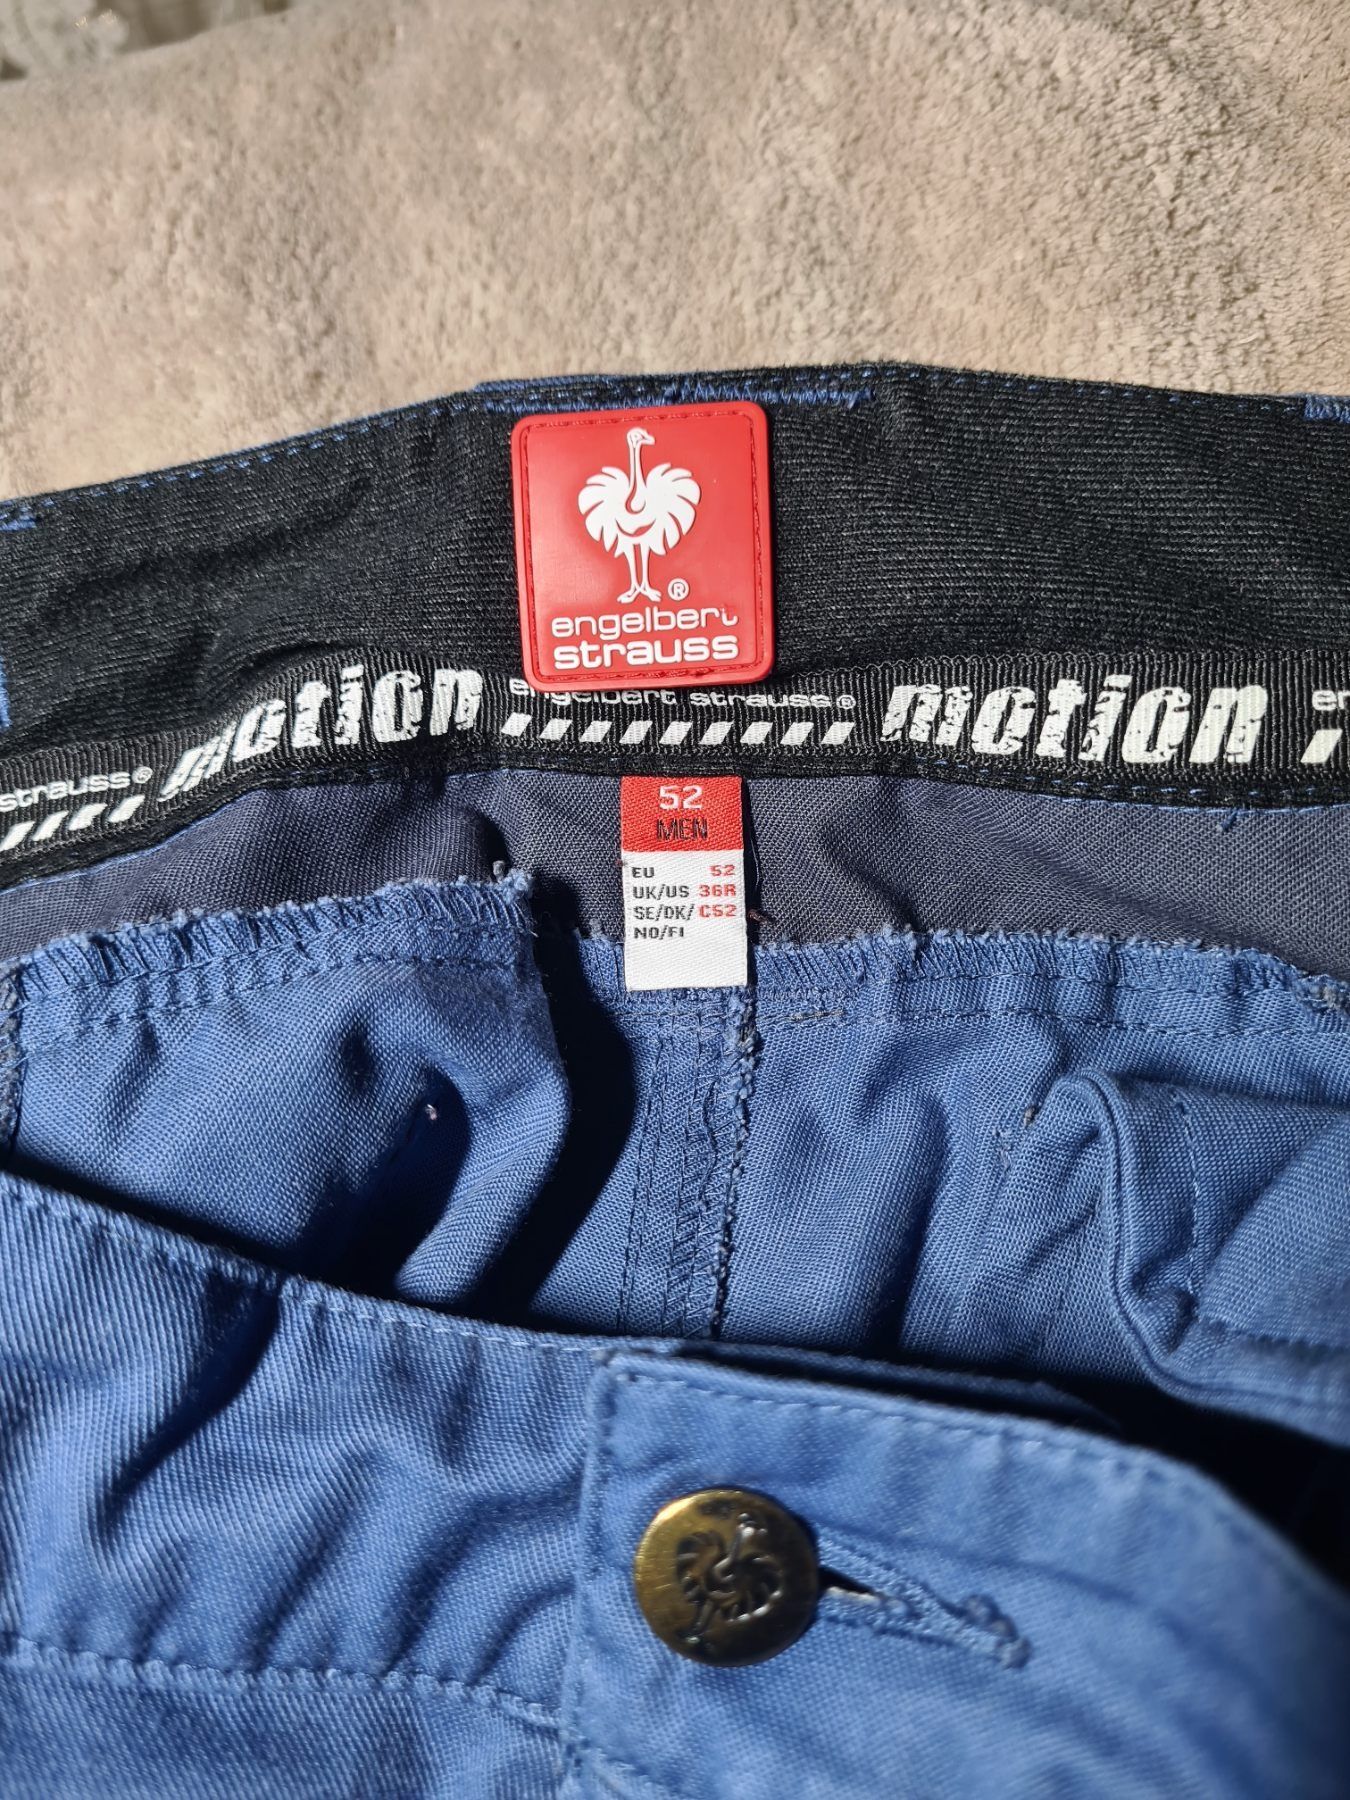 ®
engelbert
strauss
strauss®
motion
engelbert strauss®
motion
en
52
MEN
EU 52
UK/US 36R
SE/DK/ C52
NO/FI